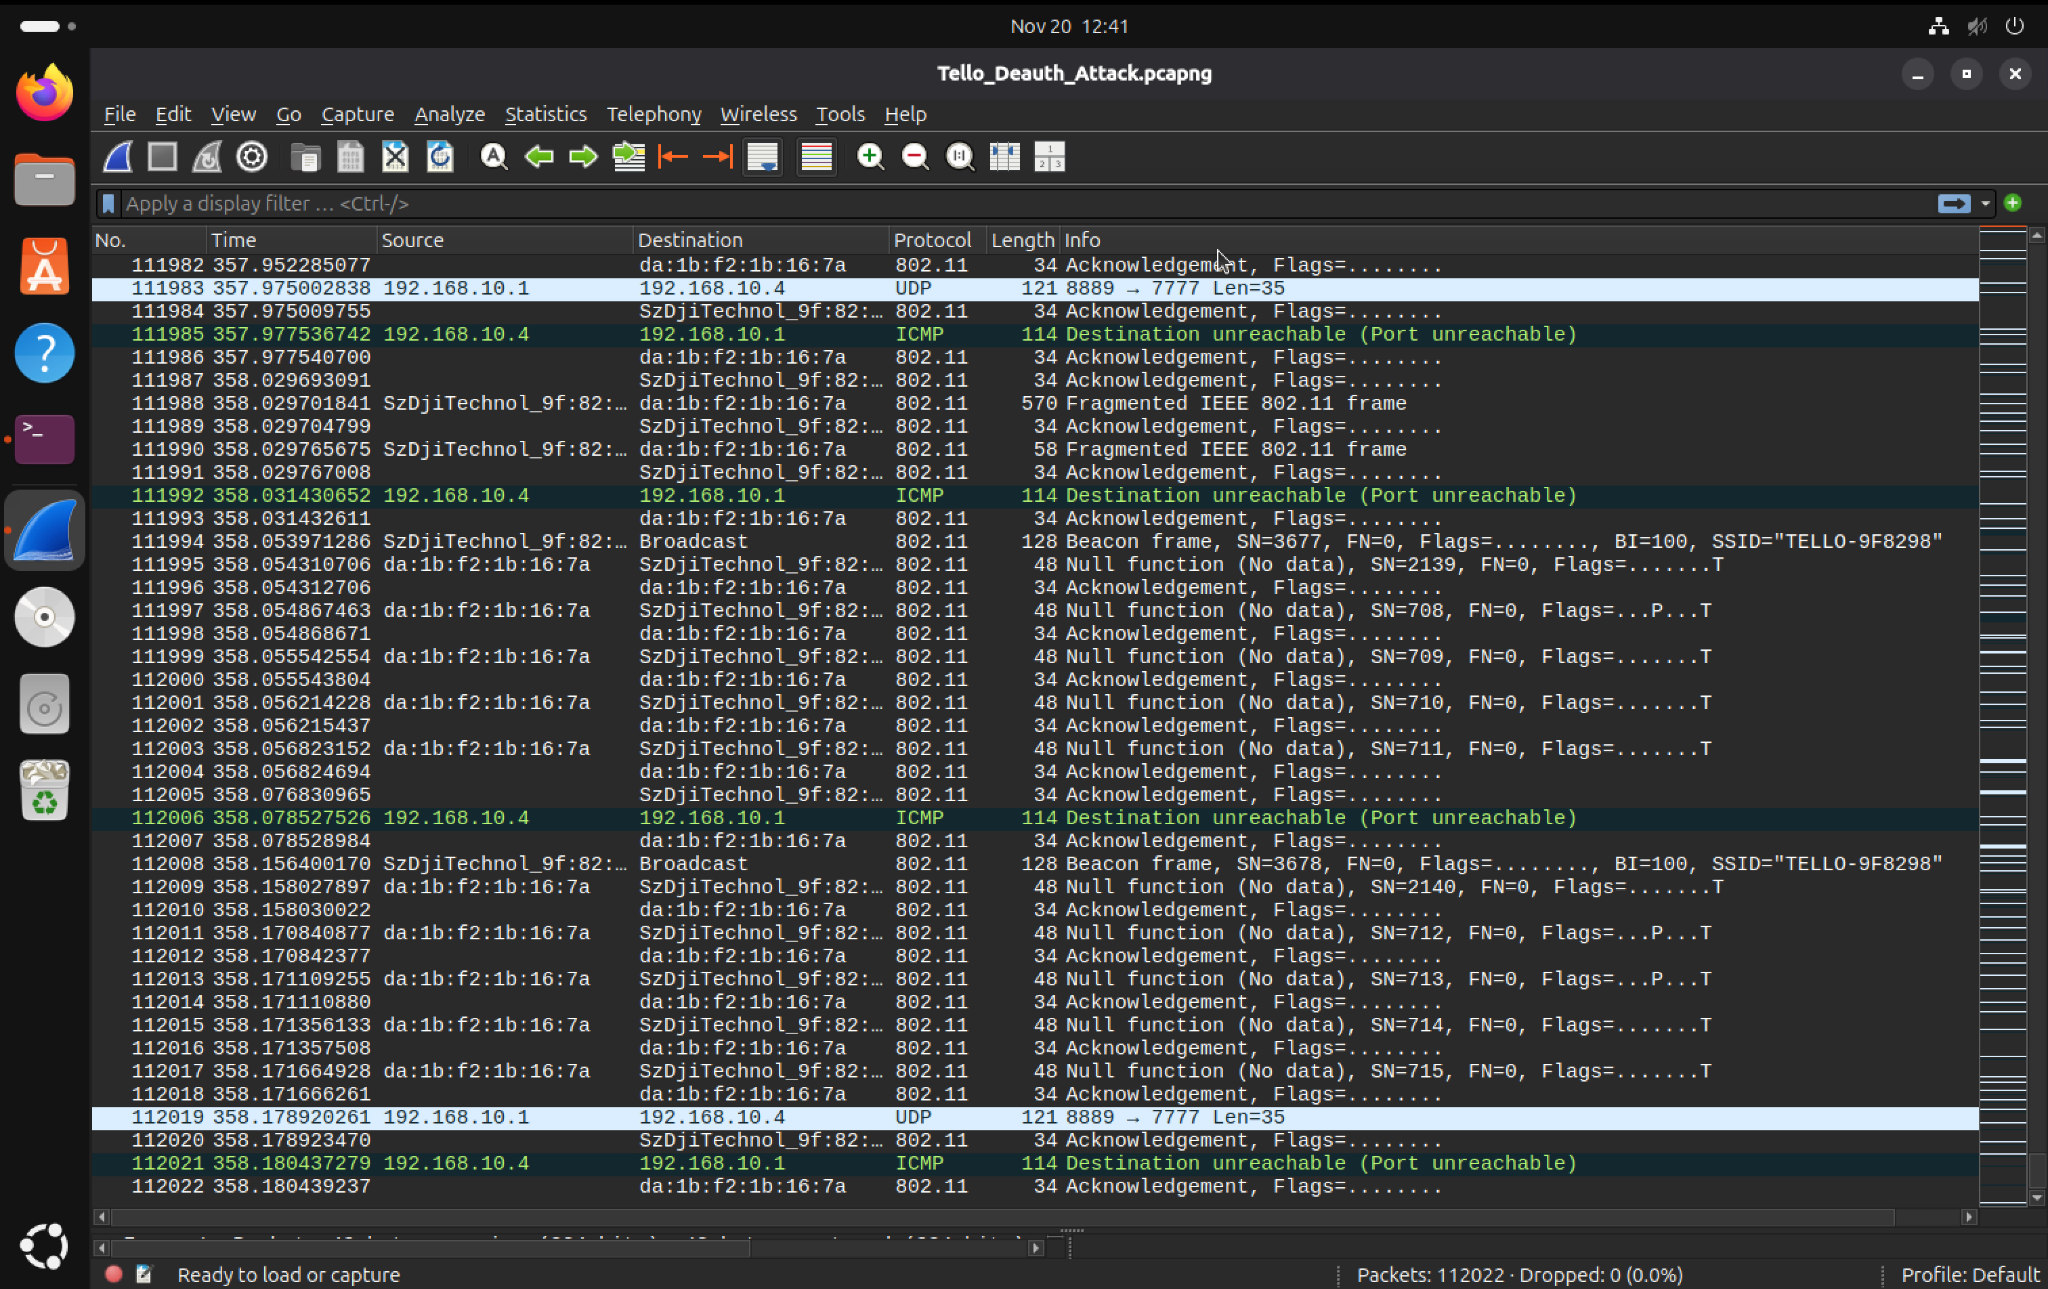 Nov 20 12:41
Tello_Deauth_Attack.pcapng
File Edit View Go Capture Analyze Statistics Telephony Wireless Tools Help
Apply a display filter … <Ctrl-/>
No. Time Source Destination Protocol Length Info
111982 357.952285077 da:1b:f2:1b:16:7a 802.11 34 Acknowledgement, Flags=........
111983 357.975002838 192.168.10.1 192.168.10.4 UDP 121 8889 → 7777 Len=35
111984 357.975009755 SzDjiTechnol_9f:82:… 802.11 34 Acknowledgement, Flags=........
111985 357.977536742 192.168.10.4 192.168.10.1 ICMP 114 Destination unreachable (Port unreachable)
111986 357.977540700 da:1b:f2:1b:16:7a 802.11 34 Acknowledgement, Flags=........
111987 358.029693091 SzDjiTechnol_9f:82:… 802.11 34 Acknowledgement, Flags=........
111988 358.029701841 SzDjiTechnol_9f:82:… da:1b:f2:1b:16:7a 802.11 570 Fragmented IEEE 802.11 frame
111989 358.029704799 SzDjiTechnol_9f:82:… 802.11 34 Acknowledgement, Flags=........
111990 358.029765675 SzDjiTechnol_9f:82:… da:1b:f2:1b:16:7a 802.11 58 Fragmented IEEE 802.11 frame
111991 358.029767008 SzDjiTechnol_9f:82:… 802.11 34 Acknowledgement, Flags=........
111992 358.031430652 192.168.10.4 192.168.10.1 ICMP 114 Destination unreachable (Port unreachable)
111993 358.031432611 da:1b:f2:1b:16:7a 802.11 34 Acknowledgement, Flags=........
111994 358.053971286 SzDjiTechnol_9f:82:… Broadcast 802.11 128 Beacon frame, SN=3677, FN=0, Flags=........, BI=100, SSID="TELLO-9F8298"
111995 358.054310706 da:1b:f2:1b:16:7a SzDjiTechnol_9f:82:… 802.11 48 Null function (No data), SN=2139, FN=0, Flags=.......T
111996 358.054312706 da:1b:f2:1b:16:7a 802.11 34 Acknowledgement, Flags=........
111997 358.054867463 da:1b:f2:1b:16:7a SzDjiTechnol_9f:82:… 802.11 48 Null function (No data), SN=708, FN=0, Flags=...P...T
111998 358.054868671 da:1b:f2:1b:16:7a 802.11 34 Acknowledgement, Flags=........
111999 358.055542554 da:1b:f2:1b:16:7a SzDjiTechnol_9f:82:… 802.11 48 Null function (No data), SN=709, FN=0, Flags=.......T
112000 358.055543804 da:1b:f2:1b:16:7a 802.11 34 Acknowledgement, Flags=........
112001 358.056214228 da:1b:f2:1b:16:7a SzDjiTechnol_9f:82:… 802.11 48 Null function (No data), SN=710, FN=0, Flags=.......T
112002 358.056215437 da:1b:f2:1b:16:7a 802.11 34 Acknowledgement, Flags=........
112003 358.056823152 da:1b:f2:1b:16:7a SzDjiTechnol_9f:82:… 802.11 48 Null function (No data), SN=711, FN=0, Flags=.......T
112004 358.056824694 da:1b:f2:1b:16:7a 802.11 34 Acknowledgement, Flags=........
112005 358.076830965 SzDjiTechnol_9f:82:… 802.11 34 Acknowledgement, Flags=........
112006 358.078527526 192.168.10.4 192.168.10.1 ICMP 114 Destination unreachable (Port unreachable)
112007 358.078528984 da:1b:f2:1b:16:7a 802.11 34 Acknowledgement, Flags=........
112008 358.156400170 SzDjiTechnol_9f:82:… Broadcast 802.11 128 Beacon frame, SN=3678, FN=0, Flags=........, BI=100, SSID="TELLO-9F8298"
112009 358.158027897 da:1b:f2:1b:16:7a SzDjiTechnol_9f:82:… 802.11 48 Null function (No data), SN=2140, FN=0, Flags=.......T
112010 358.158030022 da:1b:f2:1b:16:7a 802.11 34 Acknowledgement, Flags=........
112011 358.170840877 da:1b:f2:1b:16:7a SzDjiTechnol_9f:82:… 802.11 48 Null function (No data), SN=712, FN=0, Flags=...P...T
112012 358.170842377 da:1b:f2:1b:16:7a 802.11 34 Acknowledgement, Flags=........
112013 358.171109255 da:1b:f2:1b:16:7a SzDjiTechnol_9f:82:… 802.11 48 Null function (No data), SN=713, FN=0, Flags=...P...T
112014 358.171110880 da:1b:f2:1b:16:7a 802.11 34 Acknowledgement, Flags=........
112015 358.171356133 da:1b:f2:1b:16:7a SzDjiTechnol_9f:82:… 802.11 48 Null function (No data), SN=714, FN=0, Flags=.......T
112016 358.171357508 da:1b:f2:1b:16:7a 802.11 34 Acknowledgement, Flags=........
112017 358.171664928 da:1b:f2:1b:16:7a SzDjiTechnol_9f:82:… 802.11 48 Null function (No data), SN=715, FN=0, Flags=.......T
112018 358.171666261 da:1b:f2:1b:16:7a 802.11 34 Acknowledgement, Flags=........
112019 358.178920261 192.168.10.1 192.168.10.4 UDP 121 8889 → 7777 Len=35
112020 358.178923470 SzDjiTechnol_9f:82:… 802.11 34 Acknowledgement, Flags=........
112021 358.180437279 192.168.10.4 192.168.10.1 ICMP 114 Destination unreachable (Port unreachable)
112022 358.180439237 da:1b:f2:1b:16:7a 802.11 34 Acknowledgement, Flags=........
Ready to load or capture Packets: 112022 · Dropped: 0 (0.0%) Profile: Default